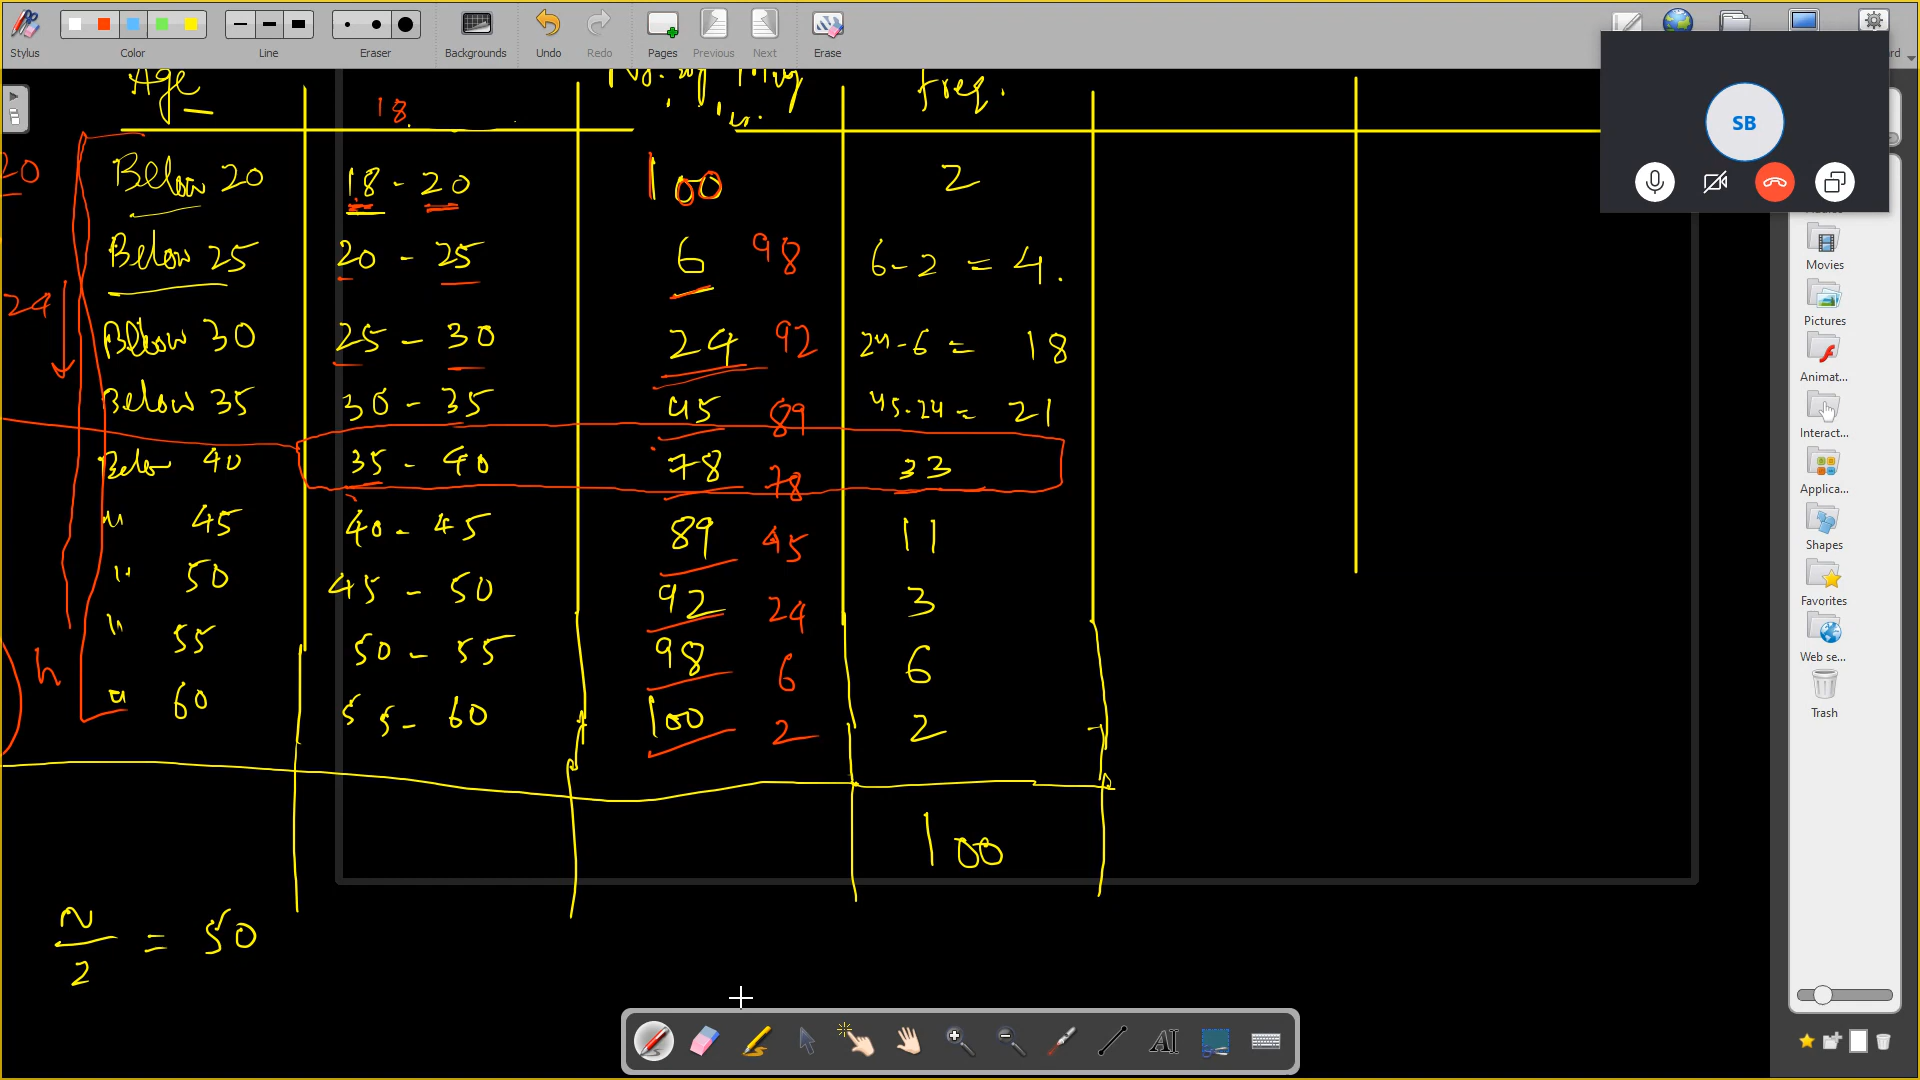 Stylus Color Line Eraser Backgrounds Undo Redo Pages Previous Next Erase
SB
Age No. of Freq.
18.
20 Below 20 18 - 20 100 2
Below 25 20 - 25 6 98 6 - 2 = 4.
24 Below 30 25 - 30 24 92 24 - 6 = 18
Below 35 30 - 35 45 89 45 - 24 = 21
Below 40 35 - 40 78 78 33
" 45 40 - 45 89 45 11
" 50 45 - 50 92 24 3
" 55 50 - 55 98 6 6
h " 60 55 - 60 100 2 2
100
N/2 = 50
Movies
Pictures
Animat...
Interact...
Applica...
Shapes
Favorites
Web se...
Trash
AI